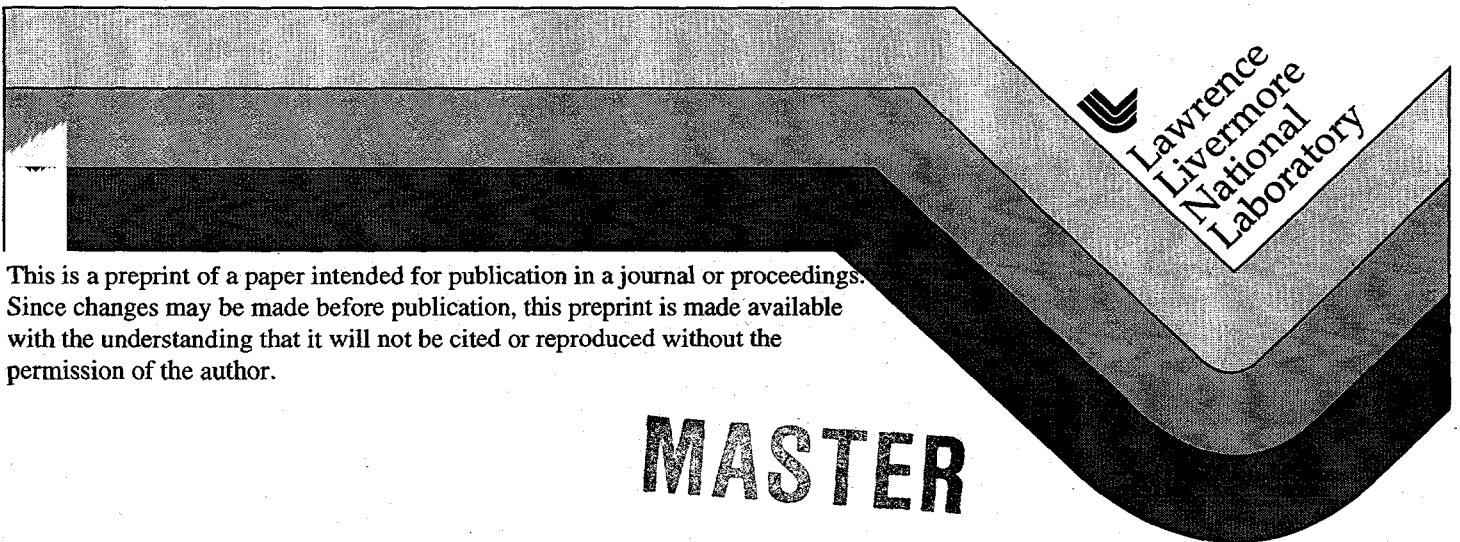 Lawrence
Livermore
National
Laboratory
This is a preprint of a paper intended for publication in a journal or proceedings.
Since changes may be made before publication, this preprint is made available
with the understanding that it will not be cited or reproduced without the
permission of the author.
MASTER